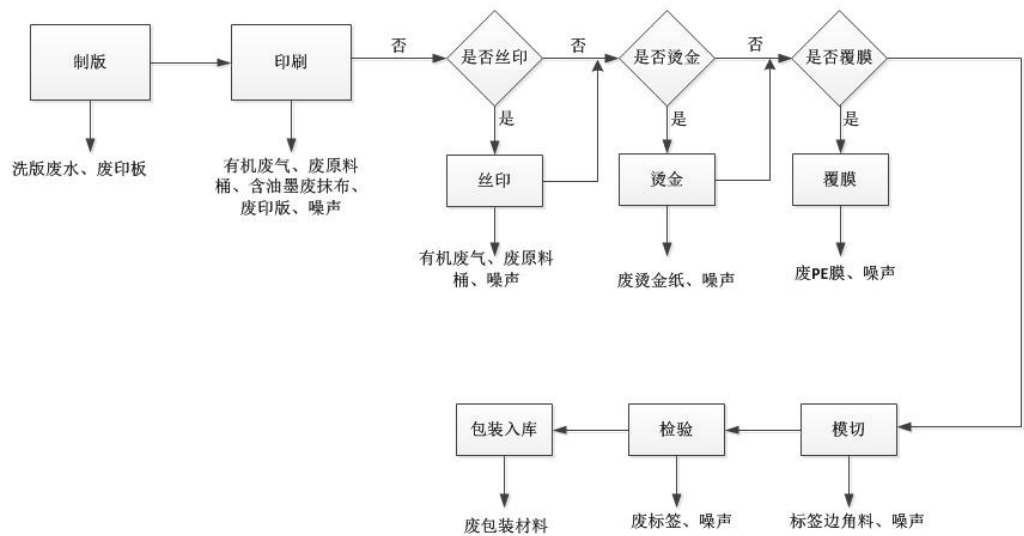 制版
印刷
否
是否丝印
否
是否烫金
否
是否覆膜
是
是
是
洗版废水、废印板
有机废气、废原料
桶、含油墨废抹布、
废印版、噪声
丝印
烫金
覆膜
有机废气、废原料
桶、噪声
废烫金纸、噪声
废PE膜、噪声
包装入库
检验
模切
废包装材料
废标签、噪声
标签边角料、噪声